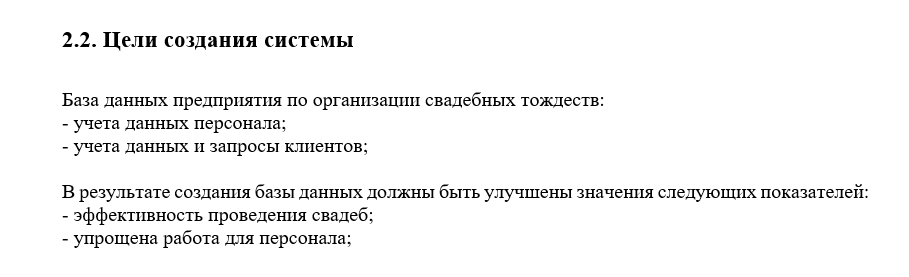 2.2. Цели создания системы
База данных предприятия по организации свадебных тождеств:
- учета данных персонала;
- учета данных и запросы клиентов;
В результате создания базы данных должны быть улучшены значения следующих показателей:
- эффективность проведения свадеб;
- упрощена работа для персонала;